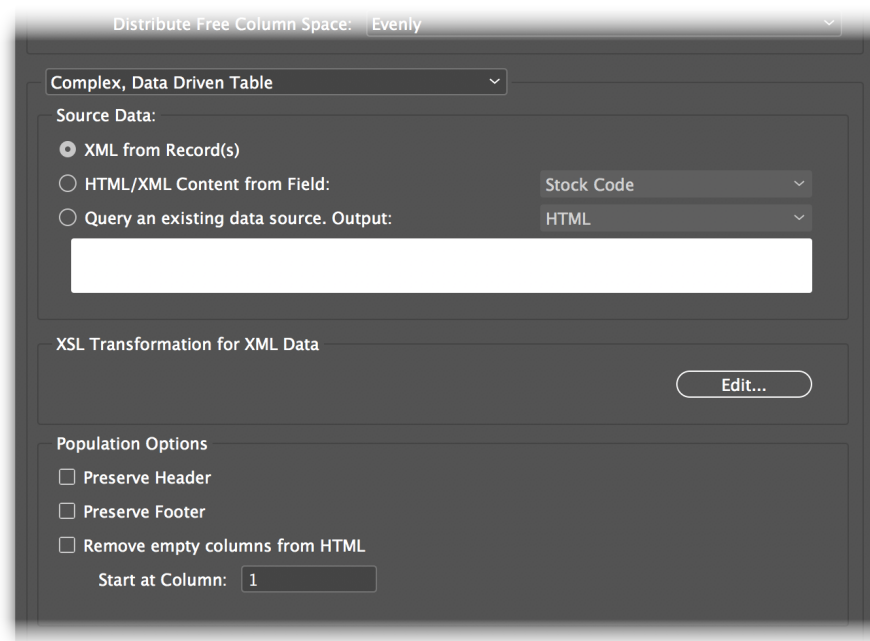 Distribute Free Column Space: Evenly
Complex, Data Driven Table
Source Data:
XML from Record(s)
HTML/XML Content from Field: Stock Code
Query an existing data source. Output: HTML
XSL Transformation for XML Data
Edit...
Population Options
Preserve Header
Preserve Footer
Remove empty columns from HTML
Start at Column: 1